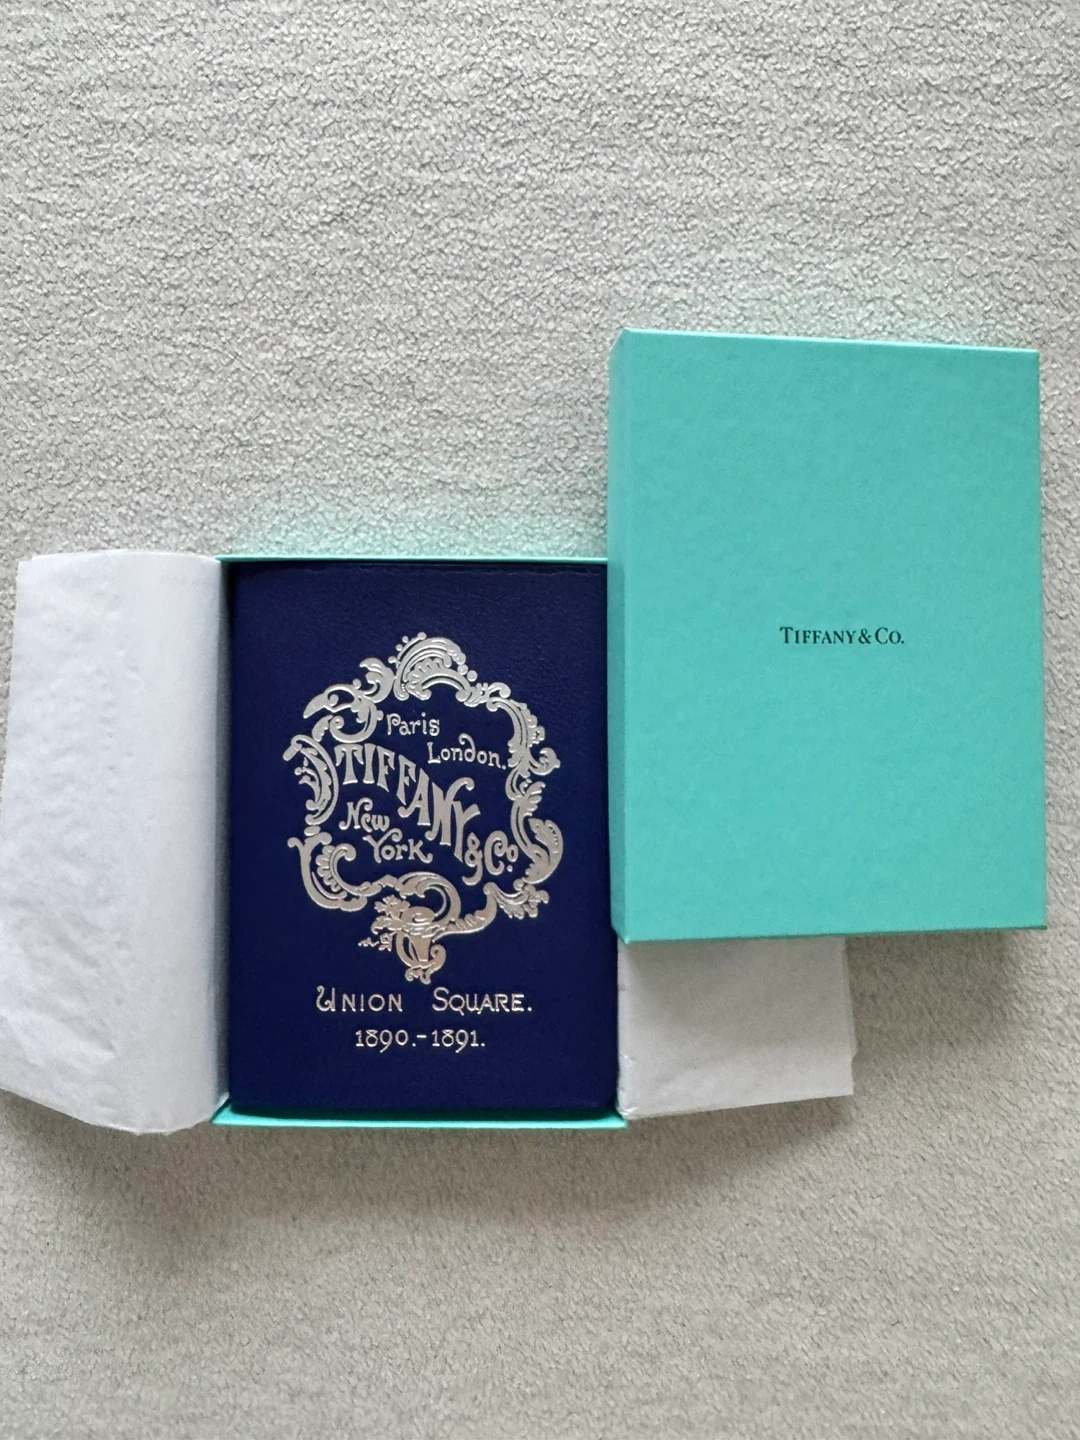 Paris
London.
TIFFANY & Co
New
York
UNION SQUARE.
1890.-1891.
TIFFANY & CO.